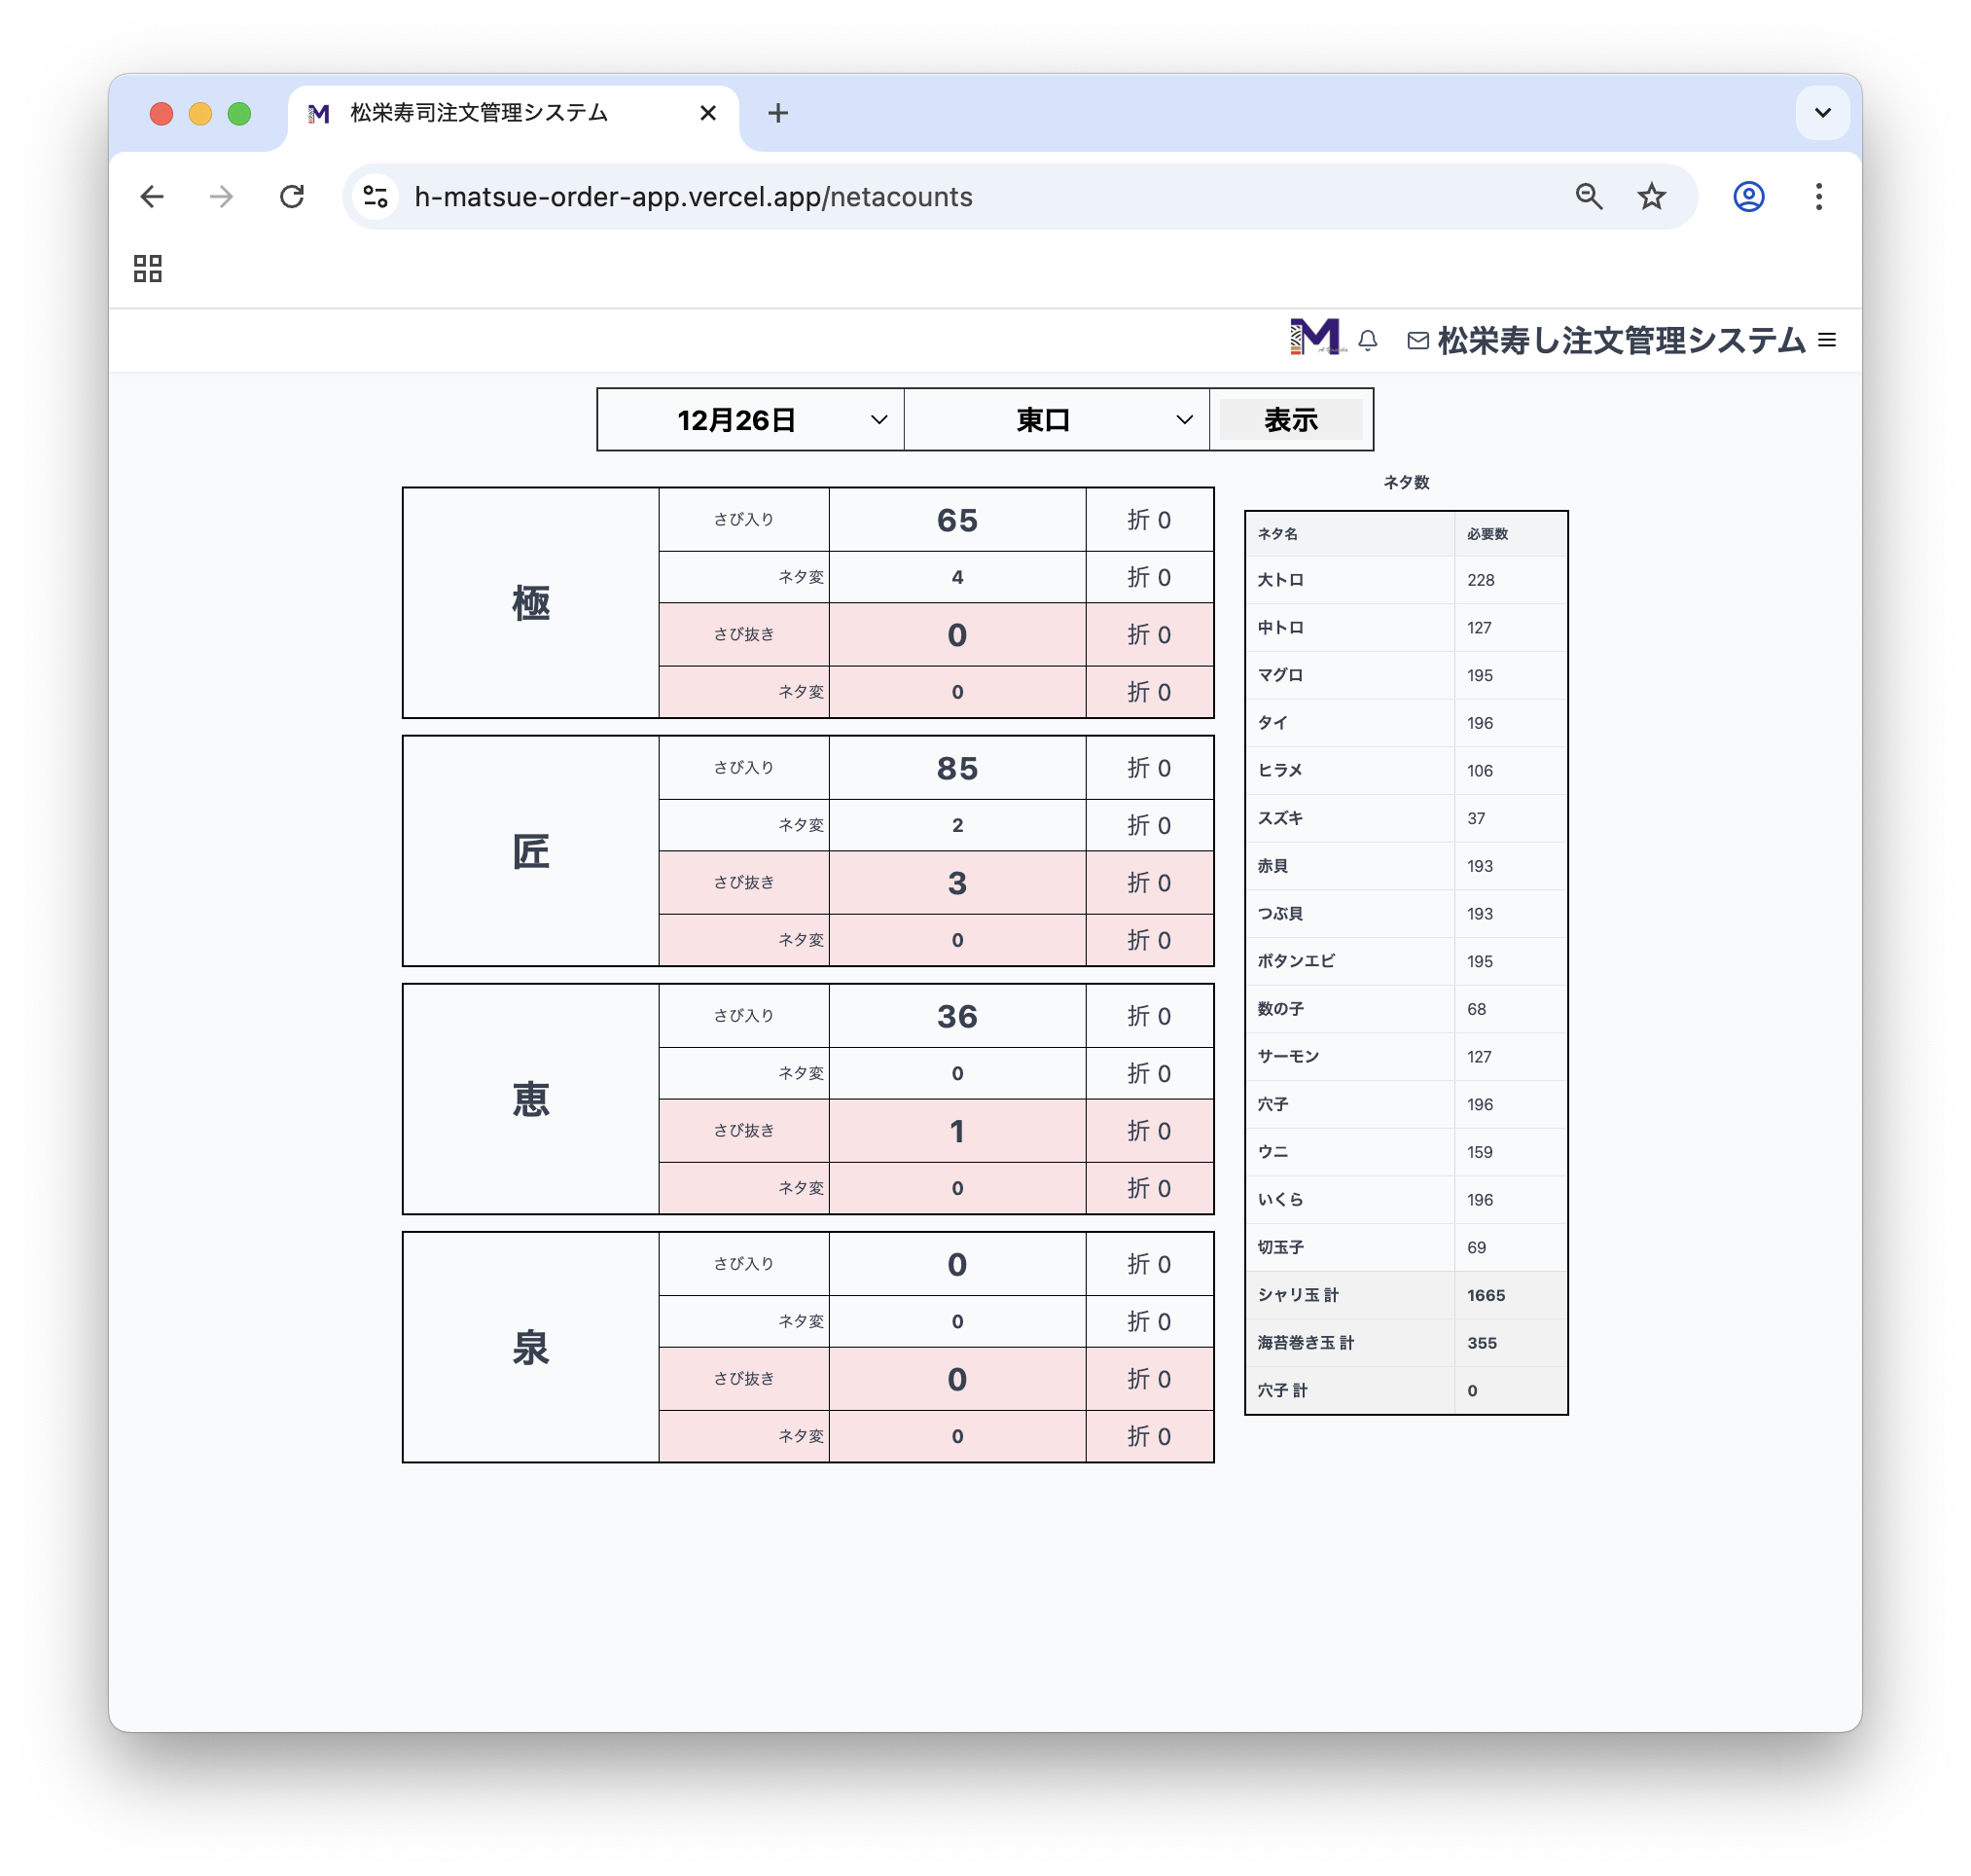 松栄寿司注文管理システム
h-matsue-order-app.vercel.app/netacounts
松栄寿し注文管理システム
12月26日 東口 表示
極
さび入り 65 折 0
ネタ変 4 折 0
さび抜き 0 折 0
ネタ変 0 折 0
匠
さび入り 85 折 0
ネタ変 2 折 0
さび抜き 3 折 0
ネタ変 0 折 0
恵
さび入り 36 折 0
ネタ変 0 折 0
さび抜き 1 折 0
ネタ変 0 折 0
泉
さび入り 0 折 0
ネタ変 0 折 0
さび抜き 0 折 0
ネタ変 0 折 0
ネタ数
ネタ名 必要数
大トロ 228
中トロ 127
マグロ 195
タイ 196
ヒラメ 106
スズキ 37
赤貝 193
つぶ貝 193
ボタンエビ 195
数の子 68
サーモン 127
穴子 196
ウニ 159
いくら 196
切玉子 69
シャリ玉 計 1665
海苔巻き玉 計 355
穴子 計 0